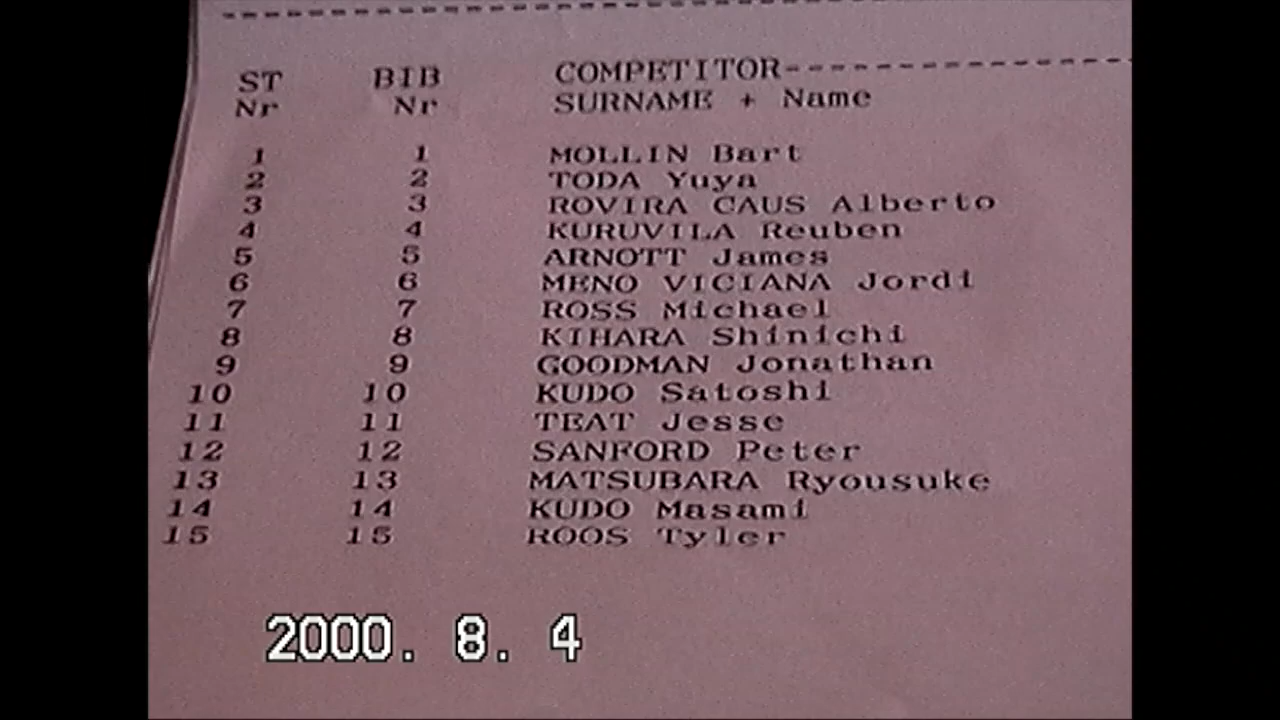 ST BIB COMPETITOR----------------------
Nr Nr SURNAME + Name
1 1 MOLLIN Bart
2 2 TODA Yuya
3 3 ROVIRA CAUS Alberto
4 4 KURUVILA Reuben
5 5 ARNOTT James
6 6 MENO VICIANA Jordi
7 7 ROSS Michael
8 8 KIHARA Shinichi
9 9 GOODMAN Jonathan
10 10 KUDO Satoshi
11 11 TEAT Jesse
12 12 SANFORD Peter
13 13 MATSUBARA Ryousuke
14 14 KUDO Masami
15 15 ROOS Tyler
2000. 8. 4